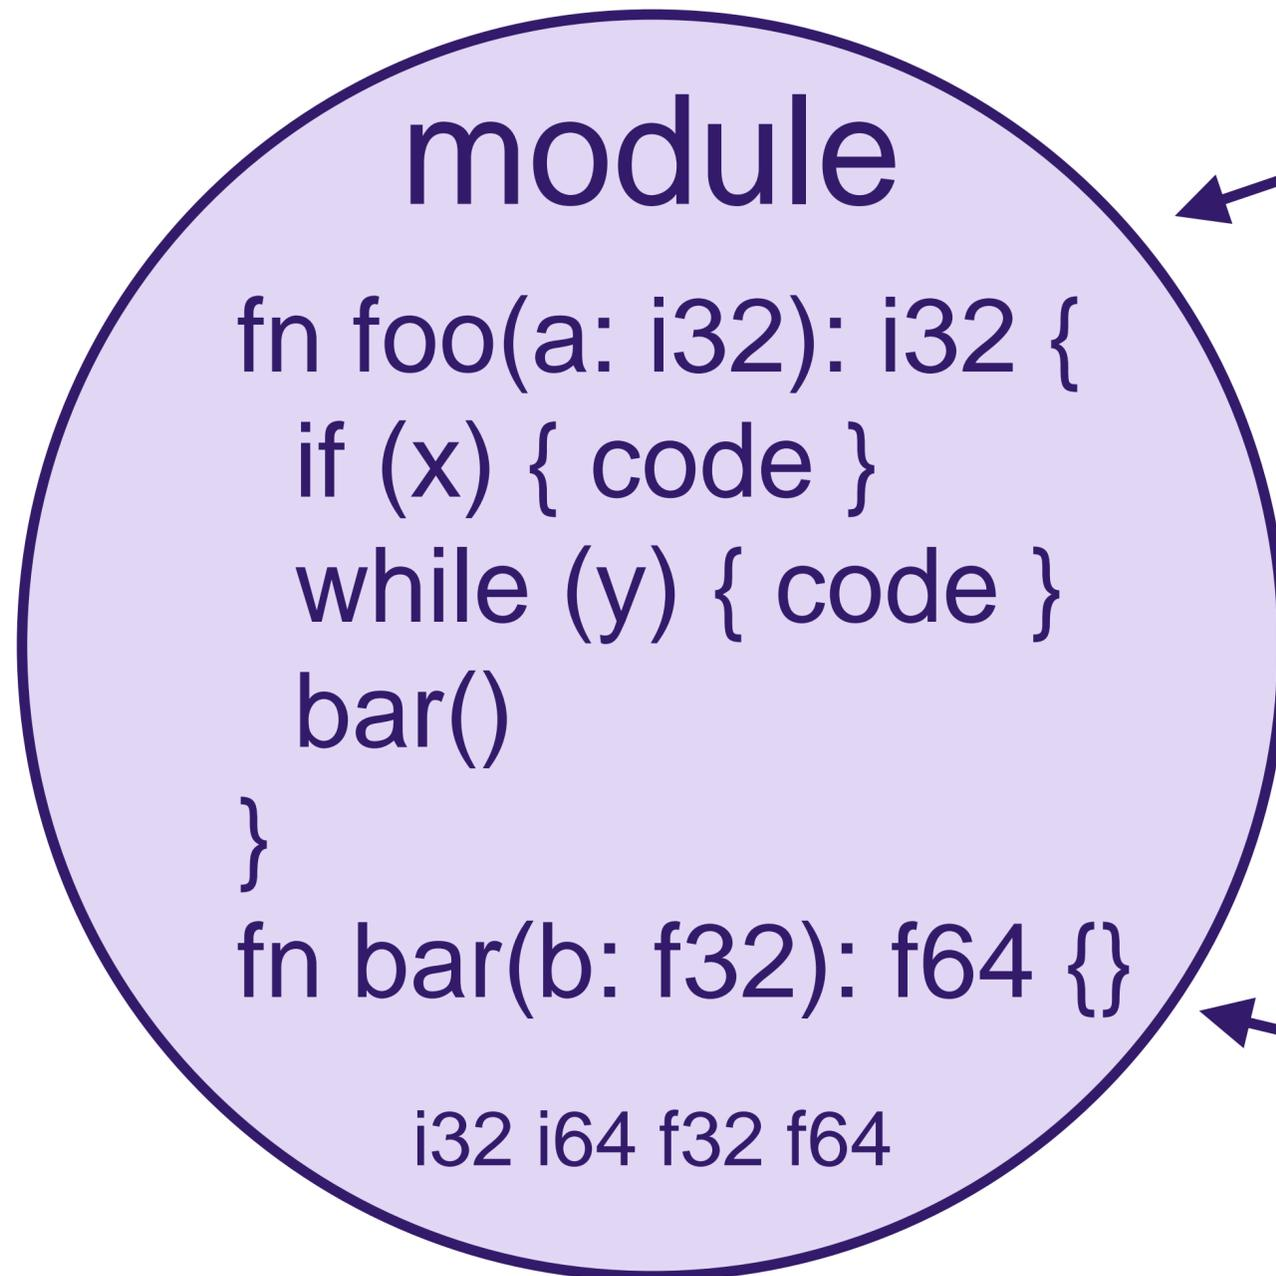 module
fn foo(a: i32): i32 {
if (x) { code }
while (y) { code }
bar()
}
fn bar(b: f32): f64 {}
i32 i64 f32 f64